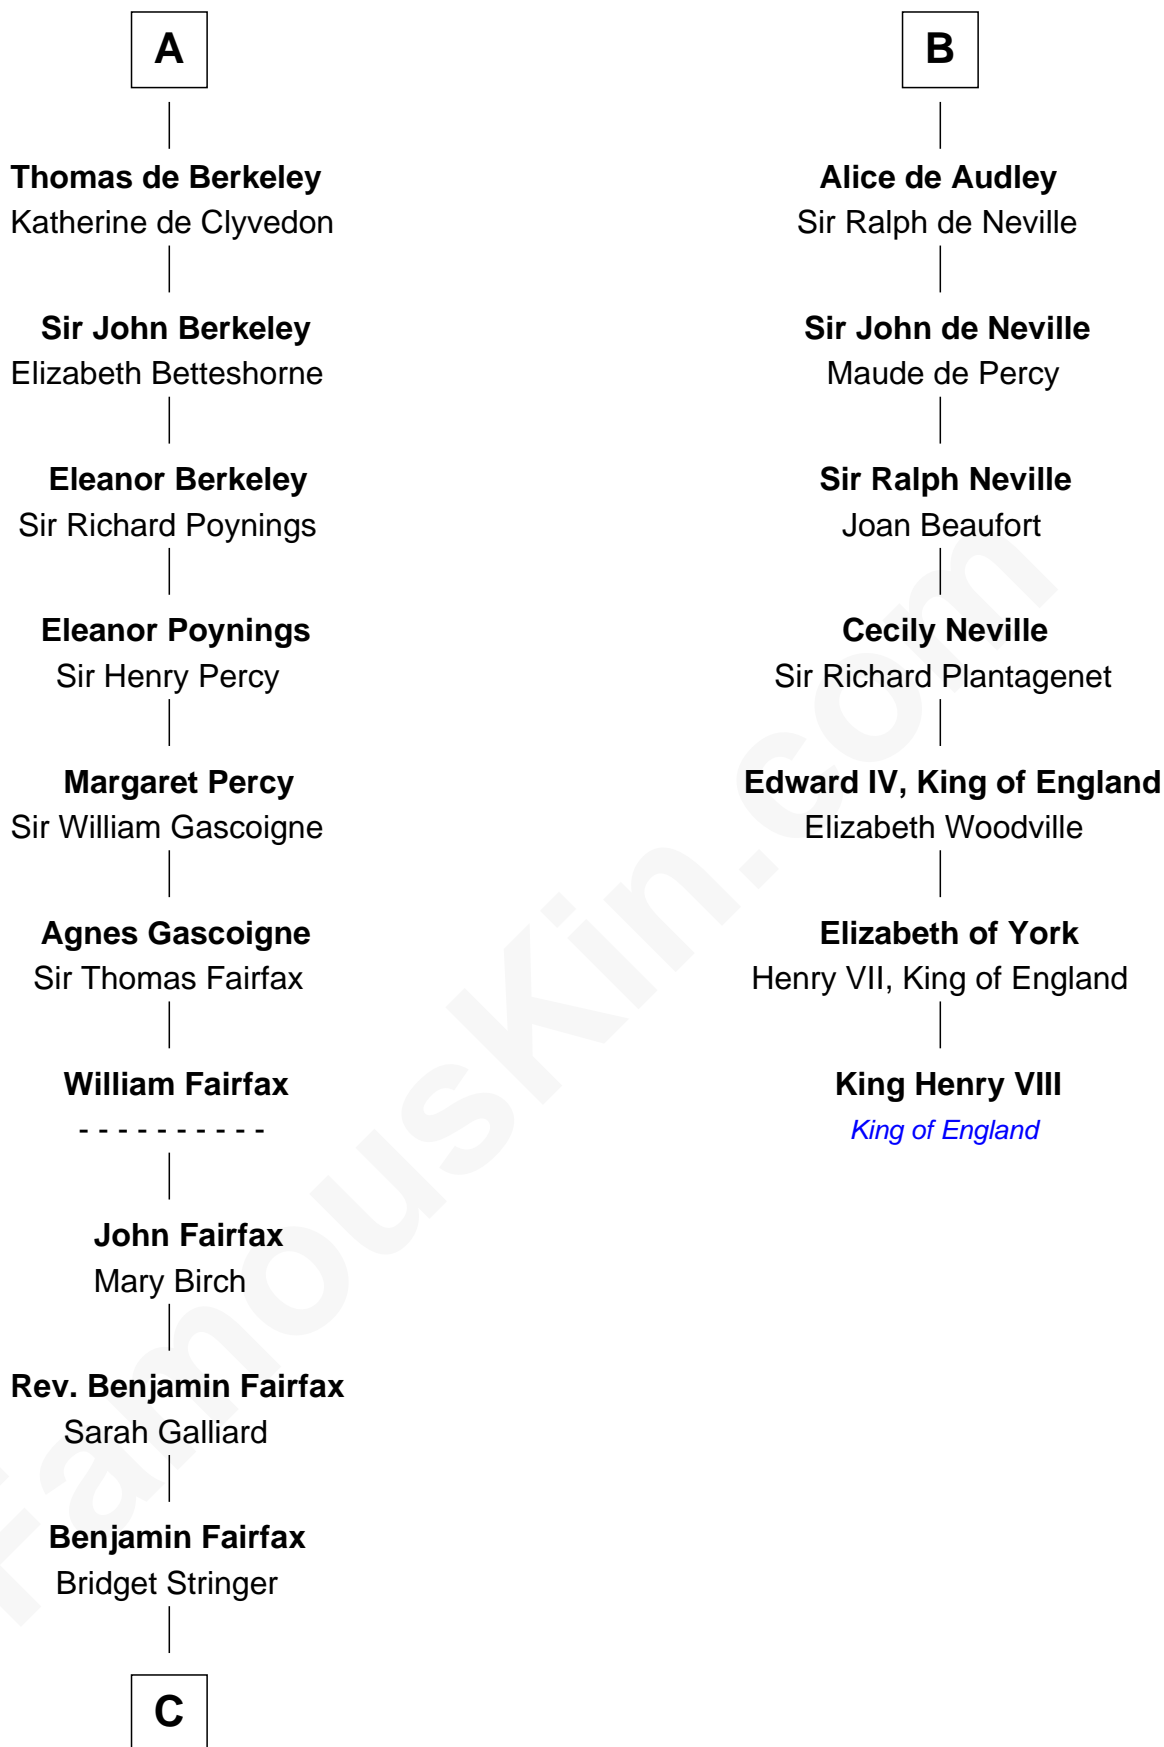 A
Thomas de Berkeley
Katherine de Clyvedon
Sir John Berkeley
Elizabeth Betteshorne
Eleanor Berkeley
Sir Richard Poynings
Eleanor Poynings
Sir Henry Percy
Margaret Percy
Sir William Gascoigne
Agnes Gascoigne
Sir Thomas Fairfax
William Fairfax
- - - - - - - - - -
John Fairfax
Mary Birch
Rev. Benjamin Fairfax
Sarah Galliard
Benjamin Fairfax
Bridget Stringer
C
B
Alice de Audley
Sir Ralph de Neville
Sir John de Neville
Maude de Percy
Sir Ralph Neville
Joan Beaufort
Cecily Neville
Sir Richard Plantagenet
Edward IV, King of England
Elizabeth Woodville
Elizabeth of York
Henry VII, King of England
King Henry VIII
King of England
FamousKin.com